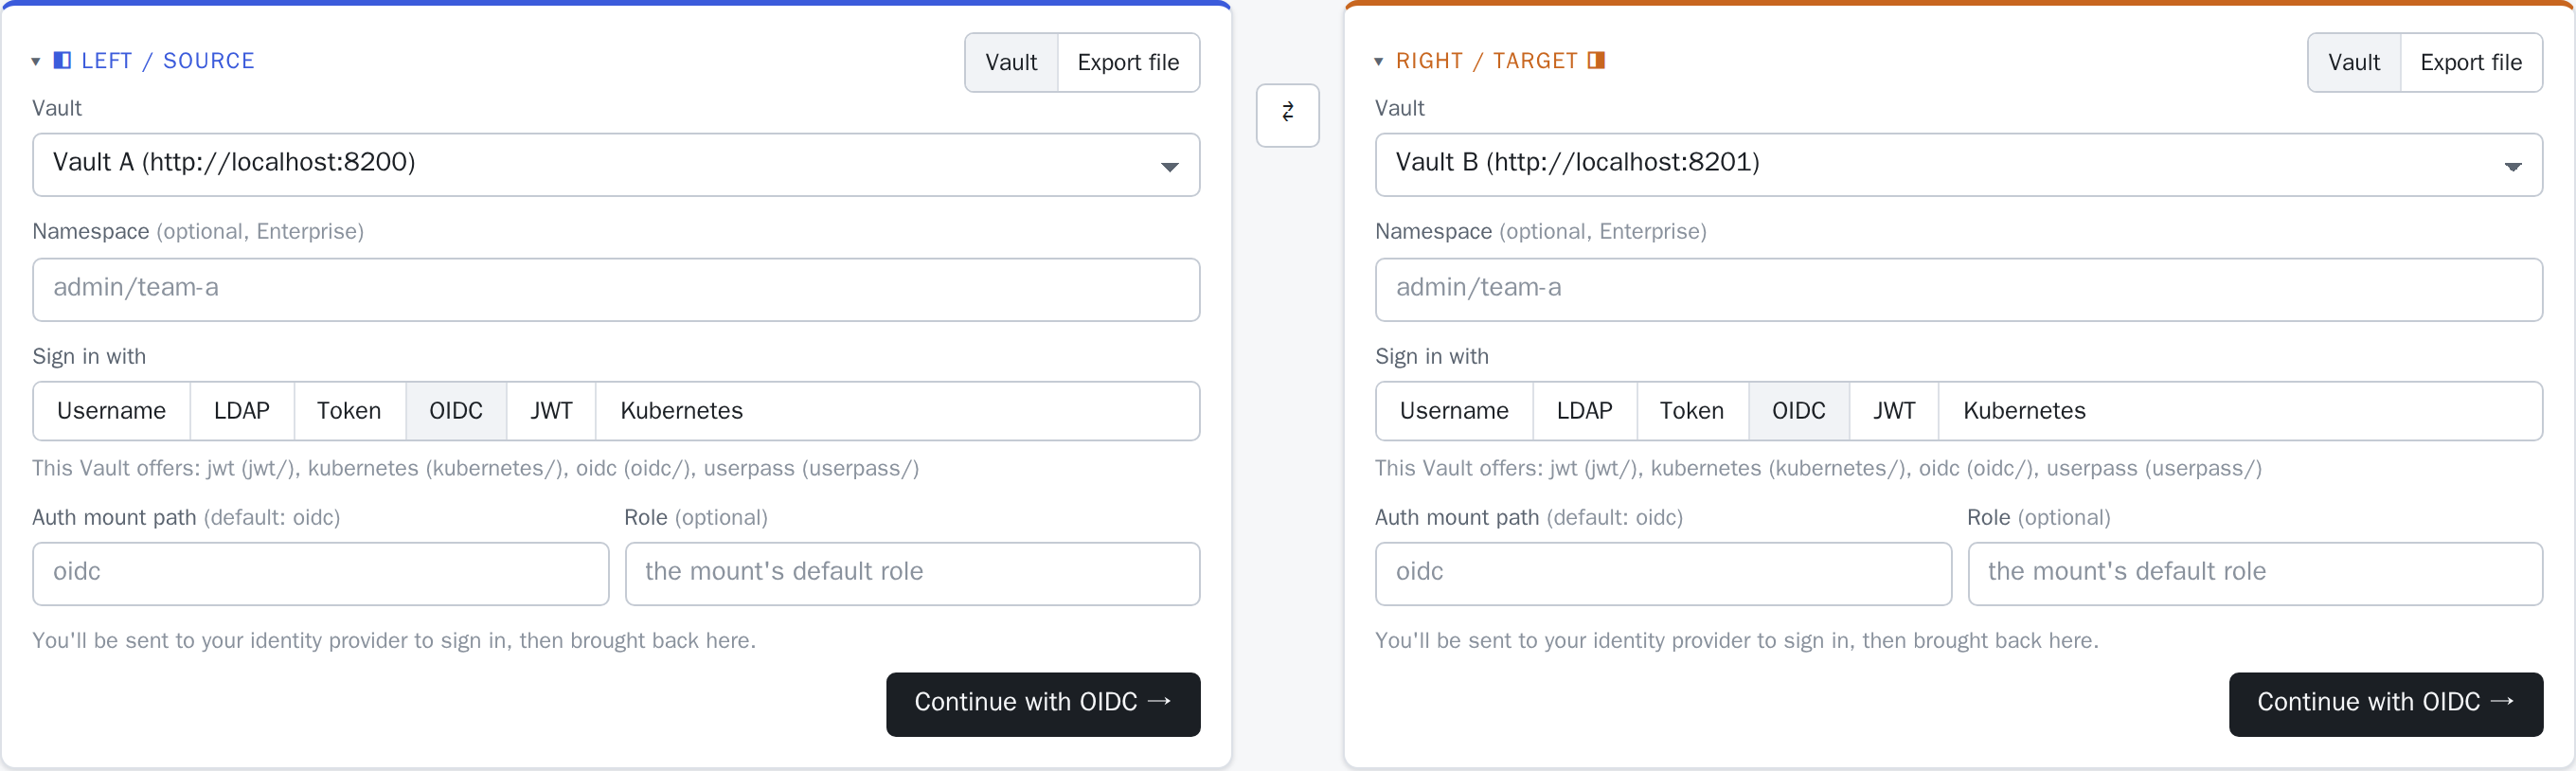 ▾ LEFT / SOURCE
Vault Export file
Vault
Vault A (http://localhost:8200)
Namespace (optional, Enterprise)
admin/team-a
Sign in with
Username LDAP Token OIDC JWT Kubernetes
This Vault offers: jwt (jwt/), kubernetes (kubernetes/), oidc (oidc/), userpass (userpass/)
Auth mount path (default: oidc) Role (optional)
oidc the mount's default role
You'll be sent to your identity provider to sign in, then brought back here.
Continue with OIDC →
⇄
▾ RIGHT / TARGET
Vault Export file
Vault
Vault B (http://localhost:8201)
Namespace (optional, Enterprise)
admin/team-a
Sign in with
Username LDAP Token OIDC JWT Kubernetes
This Vault offers: jwt (jwt/), kubernetes (kubernetes/), oidc (oidc/), userpass (userpass/)
Auth mount path (default: oidc) Role (optional)
oidc the mount's default role
You'll be sent to your identity provider to sign in, then brought back here.
Continue with OIDC →